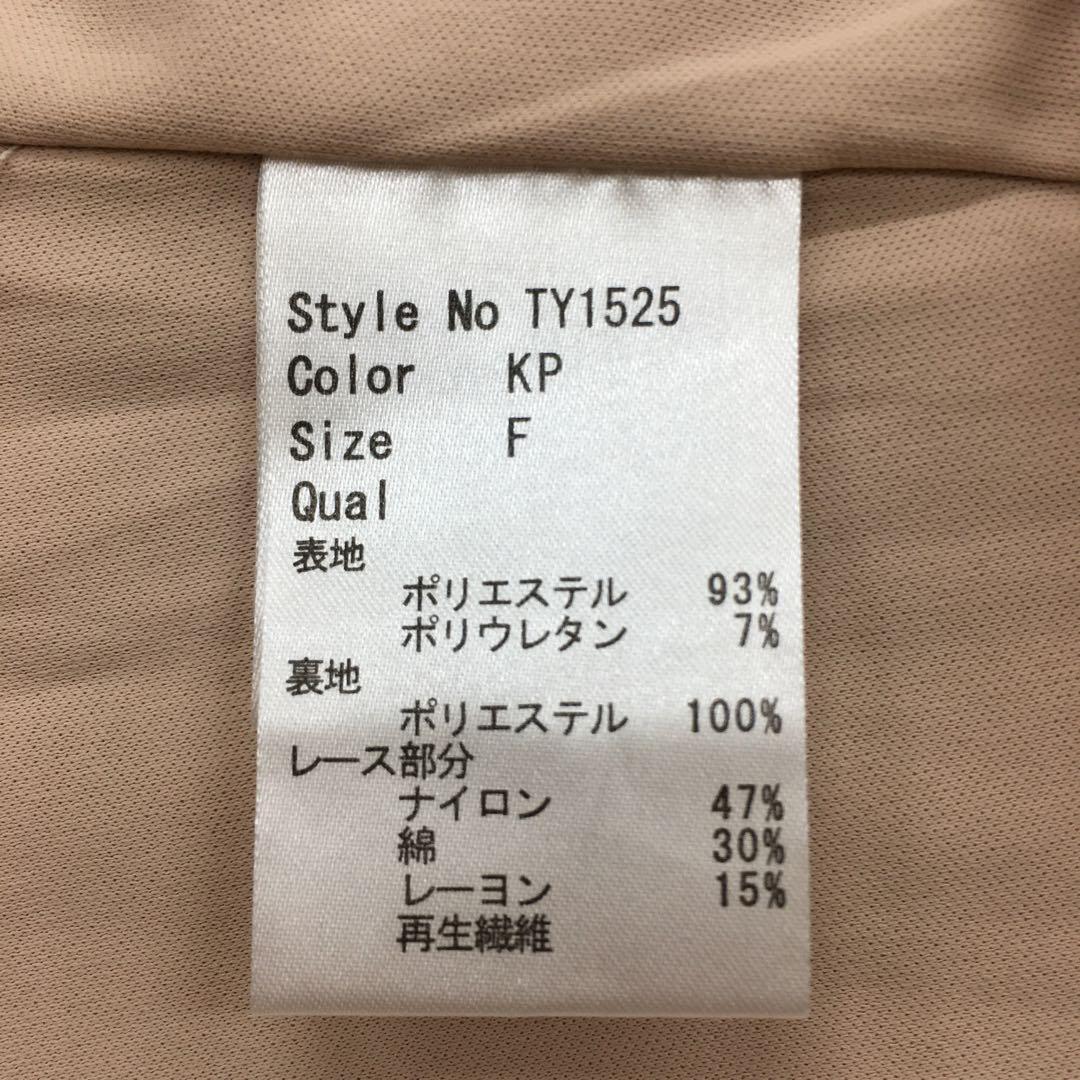 Style No TY1525
Color KP
Size F
Qual
表地
ポリエステル 93%
ポリウレタン 7%
裏地
ポリエステル 100%
レース部分
ナイロン 47%
綿 30%
レーヨン 15%
再生繊維